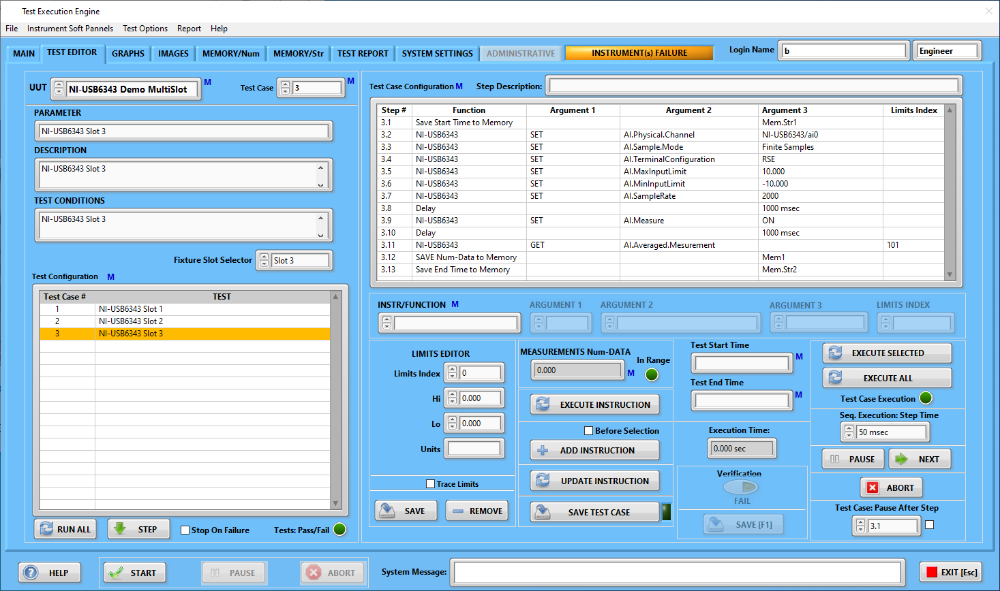 Test Execution Engine
File Instrument Soft Pannels Test Options Report Help
MAIN TEST EDITOR GRAPHS IMAGES MEMORY/Num MEMORY/Str TEST REPORT SYSTEM SETTINGS ADMINISTRATIVE INSTRUMENT(s) FAILURE Login Name b Engineer
UUT NI-USB6343 Demo MultiSlot M Test Case 3 M
PARAMETER
NI-USB6343 Slot 3
DESCRIPTION
NI-USB6343 Slot 3
TEST CONDITIONS
NI-USB6343 Slot 3
Fixture Slot Selector Slot 3
Test Configuration M
Test Case # TEST
1 NI-USB6343 Slot 1
2 NI-USB6343 Slot 2
3 NI-USB6343 Slot 3
RUN ALL STEP Stop On Failure Tests: Pass/Fail
Test Case Configuration M Step Description:
Step # Function Argument 1 Argument 2 Argument 3 Limits Index
3.1 Save Start Time to Memory Mem.Str1
3.2 NI-USB6343 SET AI.Physical.Channel NI-USB6343/ai0
3.3 NI-USB6343 SET AI.Sample.Mode Finite Samples
3.4 NI-USB6343 SET AI.TerminalConfiguration RSE
3.5 NI-USB6343 SET AI.MaxInputLimit 10.000
3.6 NI-USB6343 SET AI.MinInputLimit -10.000
3.7 NI-USB6343 SET AI.SampleRate 2000
3.8 Delay 1000 msec
3.9 NI-USB6343 SET AI.Measure ON
3.10 Delay 1000 msec
3.11 NI-USB6343 GET AI.Averaged.Mesurement 101
3.12 SAVE Num-Data to Memory Mem1
3.13 Save End Time to Memory Mem.Str2
INSTR/FUNCTION M ARGUMENT 1 ARGUMENT 2 ARGUMENT 3 LIMITS INDEX
LIMITS EDITOR
Limits Index 0
Hi 0.000
Lo 0.000
Units
Trace Limits
SAVE REMOVE
MEASUREMENTS Num-DATA
0.000 M
In Range
EXECUTE INSTRUCTION
Before Selection
ADD INSTRUCTION
UPDATE INSTRUCTION
SAVE TEST CASE
Test Start Time
M
Test End Time
M
Execution Time:
0.000 sec
Verification
FAIL
SAVE [F1]
EXECUTE SELECTED
EXECUTE ALL
Test Case Execution
Seq. Execution: Step Time
50 msec
PAUSE NEXT
ABORT
Test Case: Pause After Step
3.1
HELP START PAUSE ABORT System Message: EXIT [Esc]